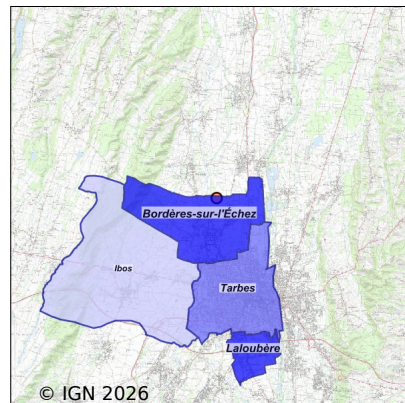 Bordères-sur-l'Échez
Ibos
Tarbes
Laloubère
© IGN 2026